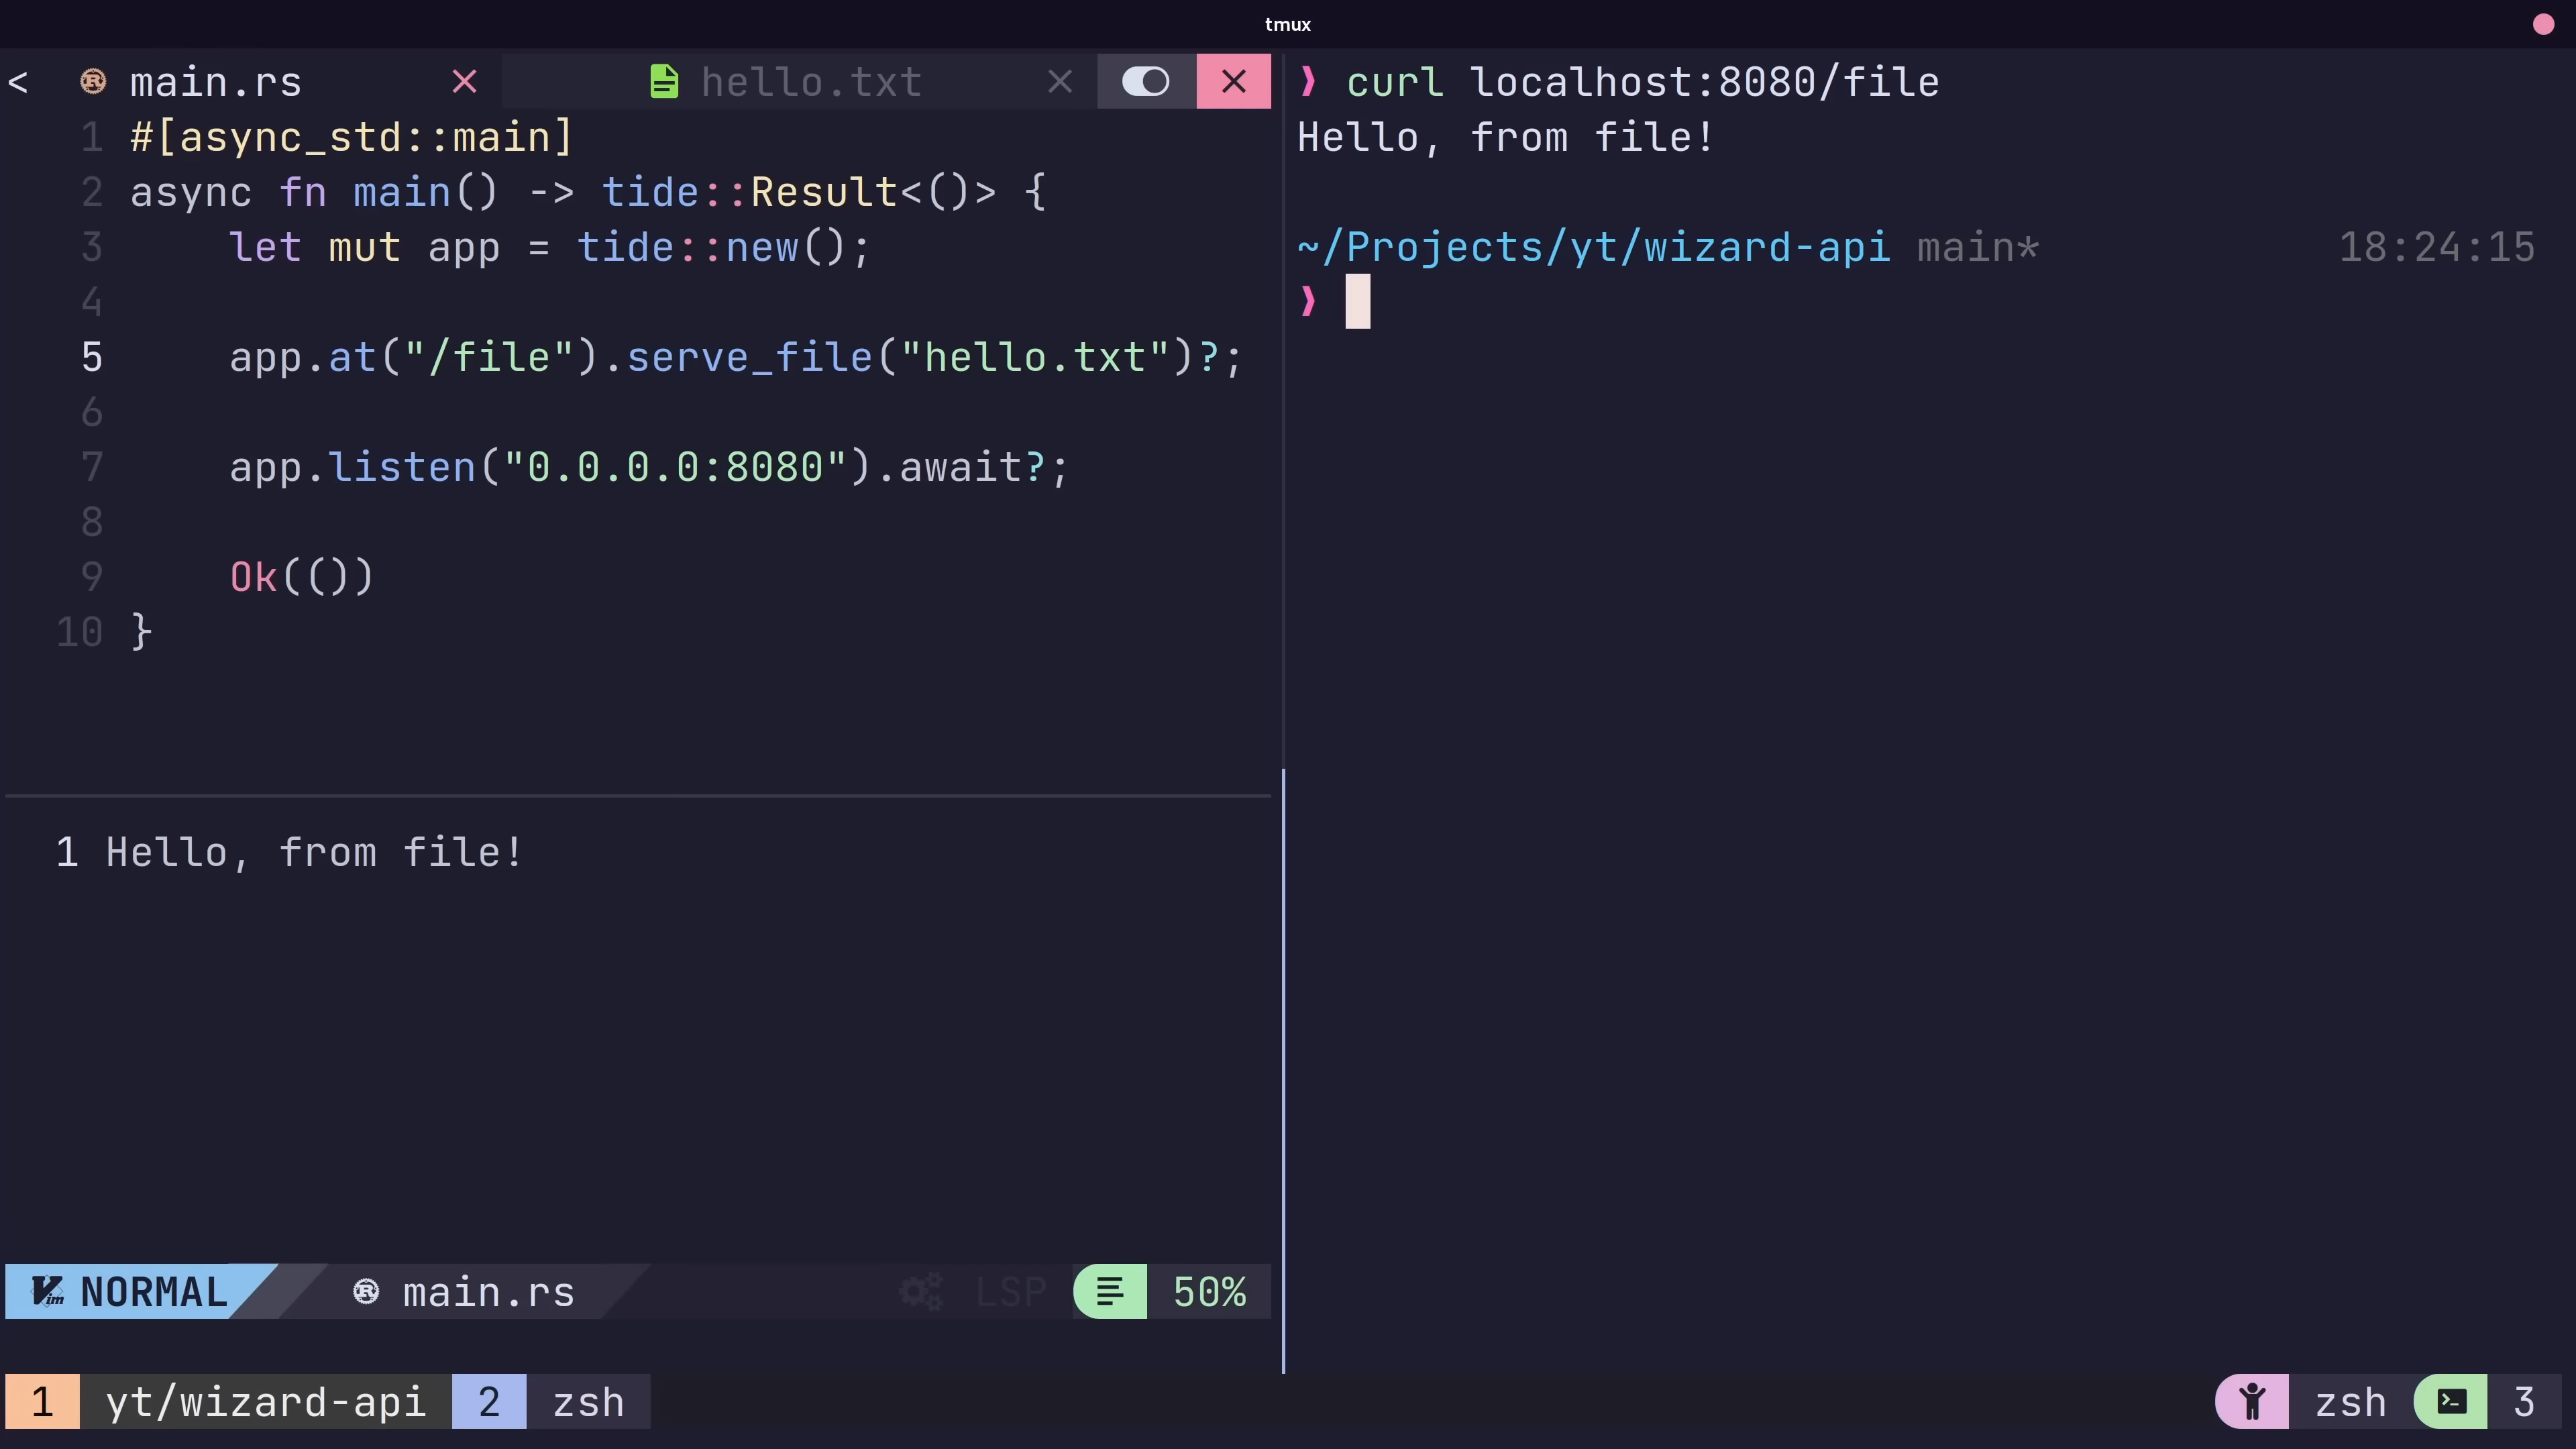 tmux
< main.rs hello.txt
1 #[async_std::main]
2 async fn main() -> tide::Result<()> {
3 let mut app = tide::new();
4
5 app.at("/file").serve_file("hello.txt")?;
6
7 app.listen("0.0.0.0:8080").await?;
8
9 Ok(())
10 }
1 Hello, from file!
NORMAL main.rs LSP 50%
❱ curl localhost:8080/file
Hello, from file!
~/Projects/yt/wizard-api main* 18:24:15
❱
1 yt/wizard-api 2 zsh
zsh 3